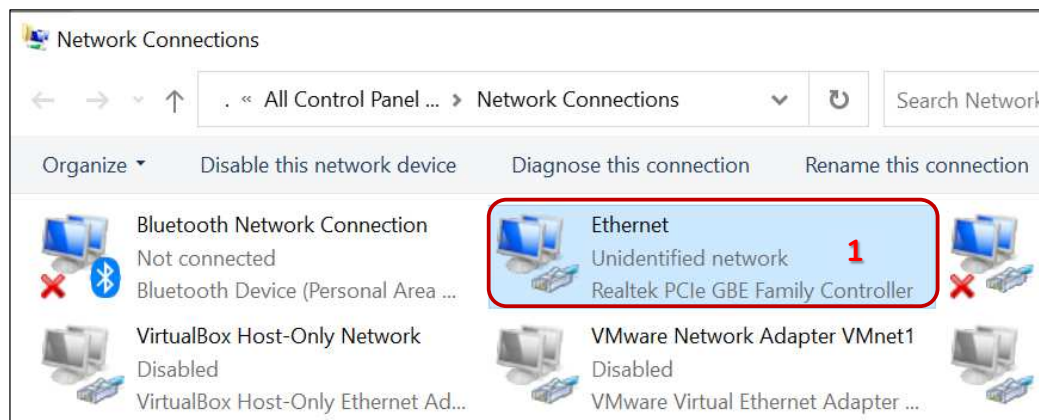 Network Connections
. « All Control Panel ... > Network Connections
Search Network
Organize Disable this network device Diagnose this connection Rename this connection
Bluetooth Network Connection
Not connected
Bluetooth Device (Personal Area ...
Ethernet
Unidentified network
1
Realtek PCIe GBE Family Controller
VirtualBox Host-Only Network
Disabled
VirtualBox Host-Only Ethernet Ad...
VMware Network Adapter VMnet1
Disabled
VMware Virtual Ethernet Adapter ...